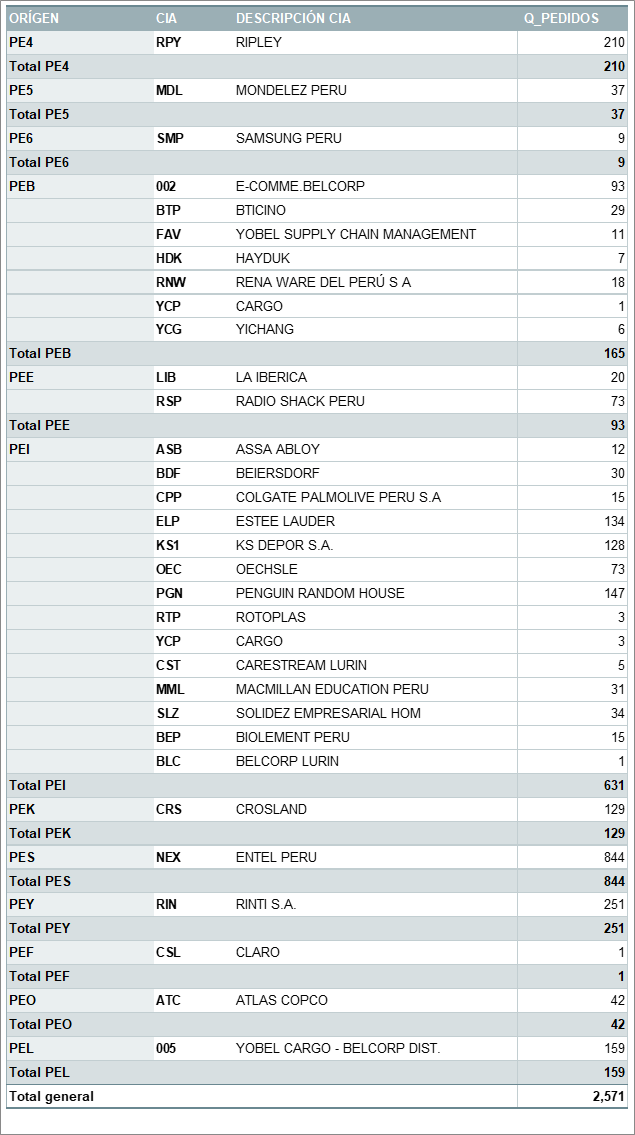 ORÍGEN CIA DESCRIPCIÓN CIA Q_PEDIDOS
PE4 RPY RIPLEY 210
Total PE4 210
PE5 MDL MONDELEZ PERU 37
Total PE5 37
PE6 SMP SAMSUNG PERU 9
Total PE6 9
PEB 002 E-COMME.BELCORP 93
BTP BTICINO 29
FAV YOBEL SUPPLY CHAIN MANAGEMENT 11
HDK HAYDUK 7
RNW RENA WARE DEL PERÚ S A 18
YCP CARGO 1
YCG YICHANG 6
Total PEB 165
PEE LIB LA IBERICA 20
RSP RADIO SHACK PERU 73
Total PEE 93
PEI ASB ASSA ABLOY 12
BDF BEIERSDORF 30
CPP COLGATE PALMOLIVE PERU S.A 15
ELP ESTEE LAUDER 134
KS1 KS DEPOR S.A. 128
OEC OECHSLE 73
PGN PENGUIN RANDOM HOUSE 147
RTP ROTOPLAS 3
YCP CARGO 3
CST CARESTREAM LURIN 5
MML MACMILLAN EDUCATION PERU 31
SLZ SOLIDEZ EMPRESARIAL HOM 34
BEP BIOLEMENT PERU 15
BLC BELCORP LURIN 1
Total PEI 631
PEK CRS CROSLAND 129
Total PEK 129
PES NEX ENTEL PERU 844
Total PES 844
PEY RIN RINTI S.A. 251
Total PEY 251
PEF CSL CLARO 1
Total PEF 1
PEO ATC ATLAS COPCO 42
Total PEO 42
PEL 005 YOBEL CARGO - BELCORP DIST. 159
Total PEL 159
Total general 2,571